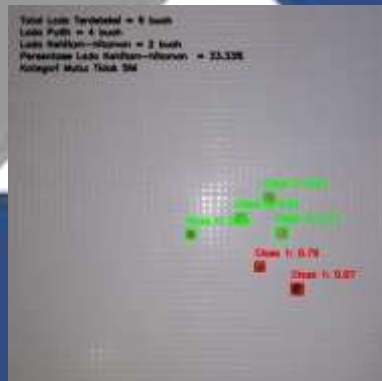 Total Lada Terdeteksi = 6 buah
Lada Putih = 4 buah
Lada Kehitam-hitaman = 2 buah
Persentase Lada Kehitam-hitaman = 33.33%
Kategori Mutu: Tidak SNI
Class 1: 0.76
Class 1: 0.87